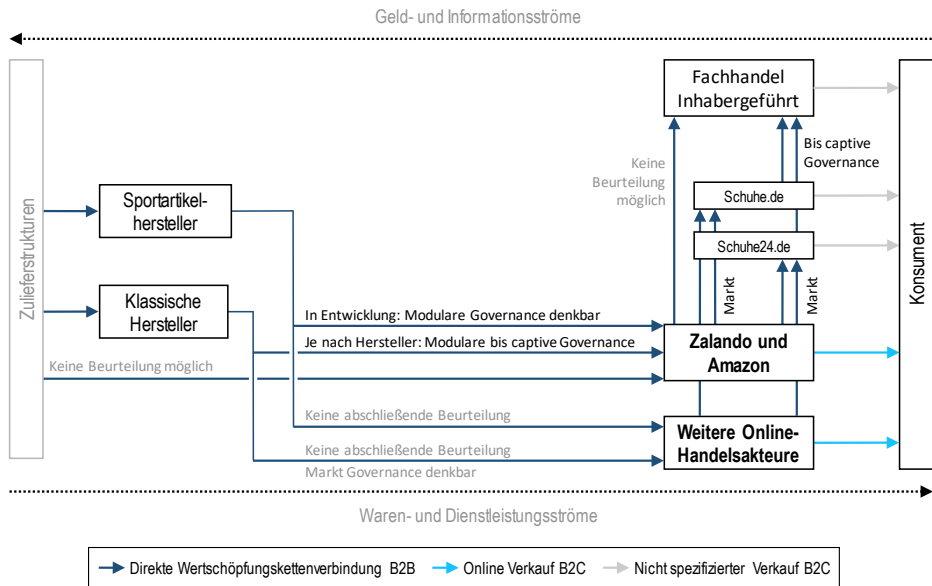 Geld- und Informationsströme
Fachhandel
Inhabergeführt
Bis captive
Governance
Keine
Beurteilung
möglich
Zulieferstrukturen
Sportartikel-
hersteller
Schuhe.de
Schuhe24.de
Konsument
Klassische
Hersteller
Markt
Markt
In Entwicklung: Modulare Governance denkbar
Je nach Hersteller: Modulare bis captive Governance
Zalando und
Amazon
Keine Beurteilung möglich
Keine abschließende Beurteilung
Weitere Online-
Handelsakteure
Keine abschließende Beurteilung
Markt Governance denkbar
Waren- und Dienstleistungsströme
Direkte Wertschöpfungskettenverbindung B2B
Online Verkauf B2C
Nicht spezifizierter Verkauf B2C